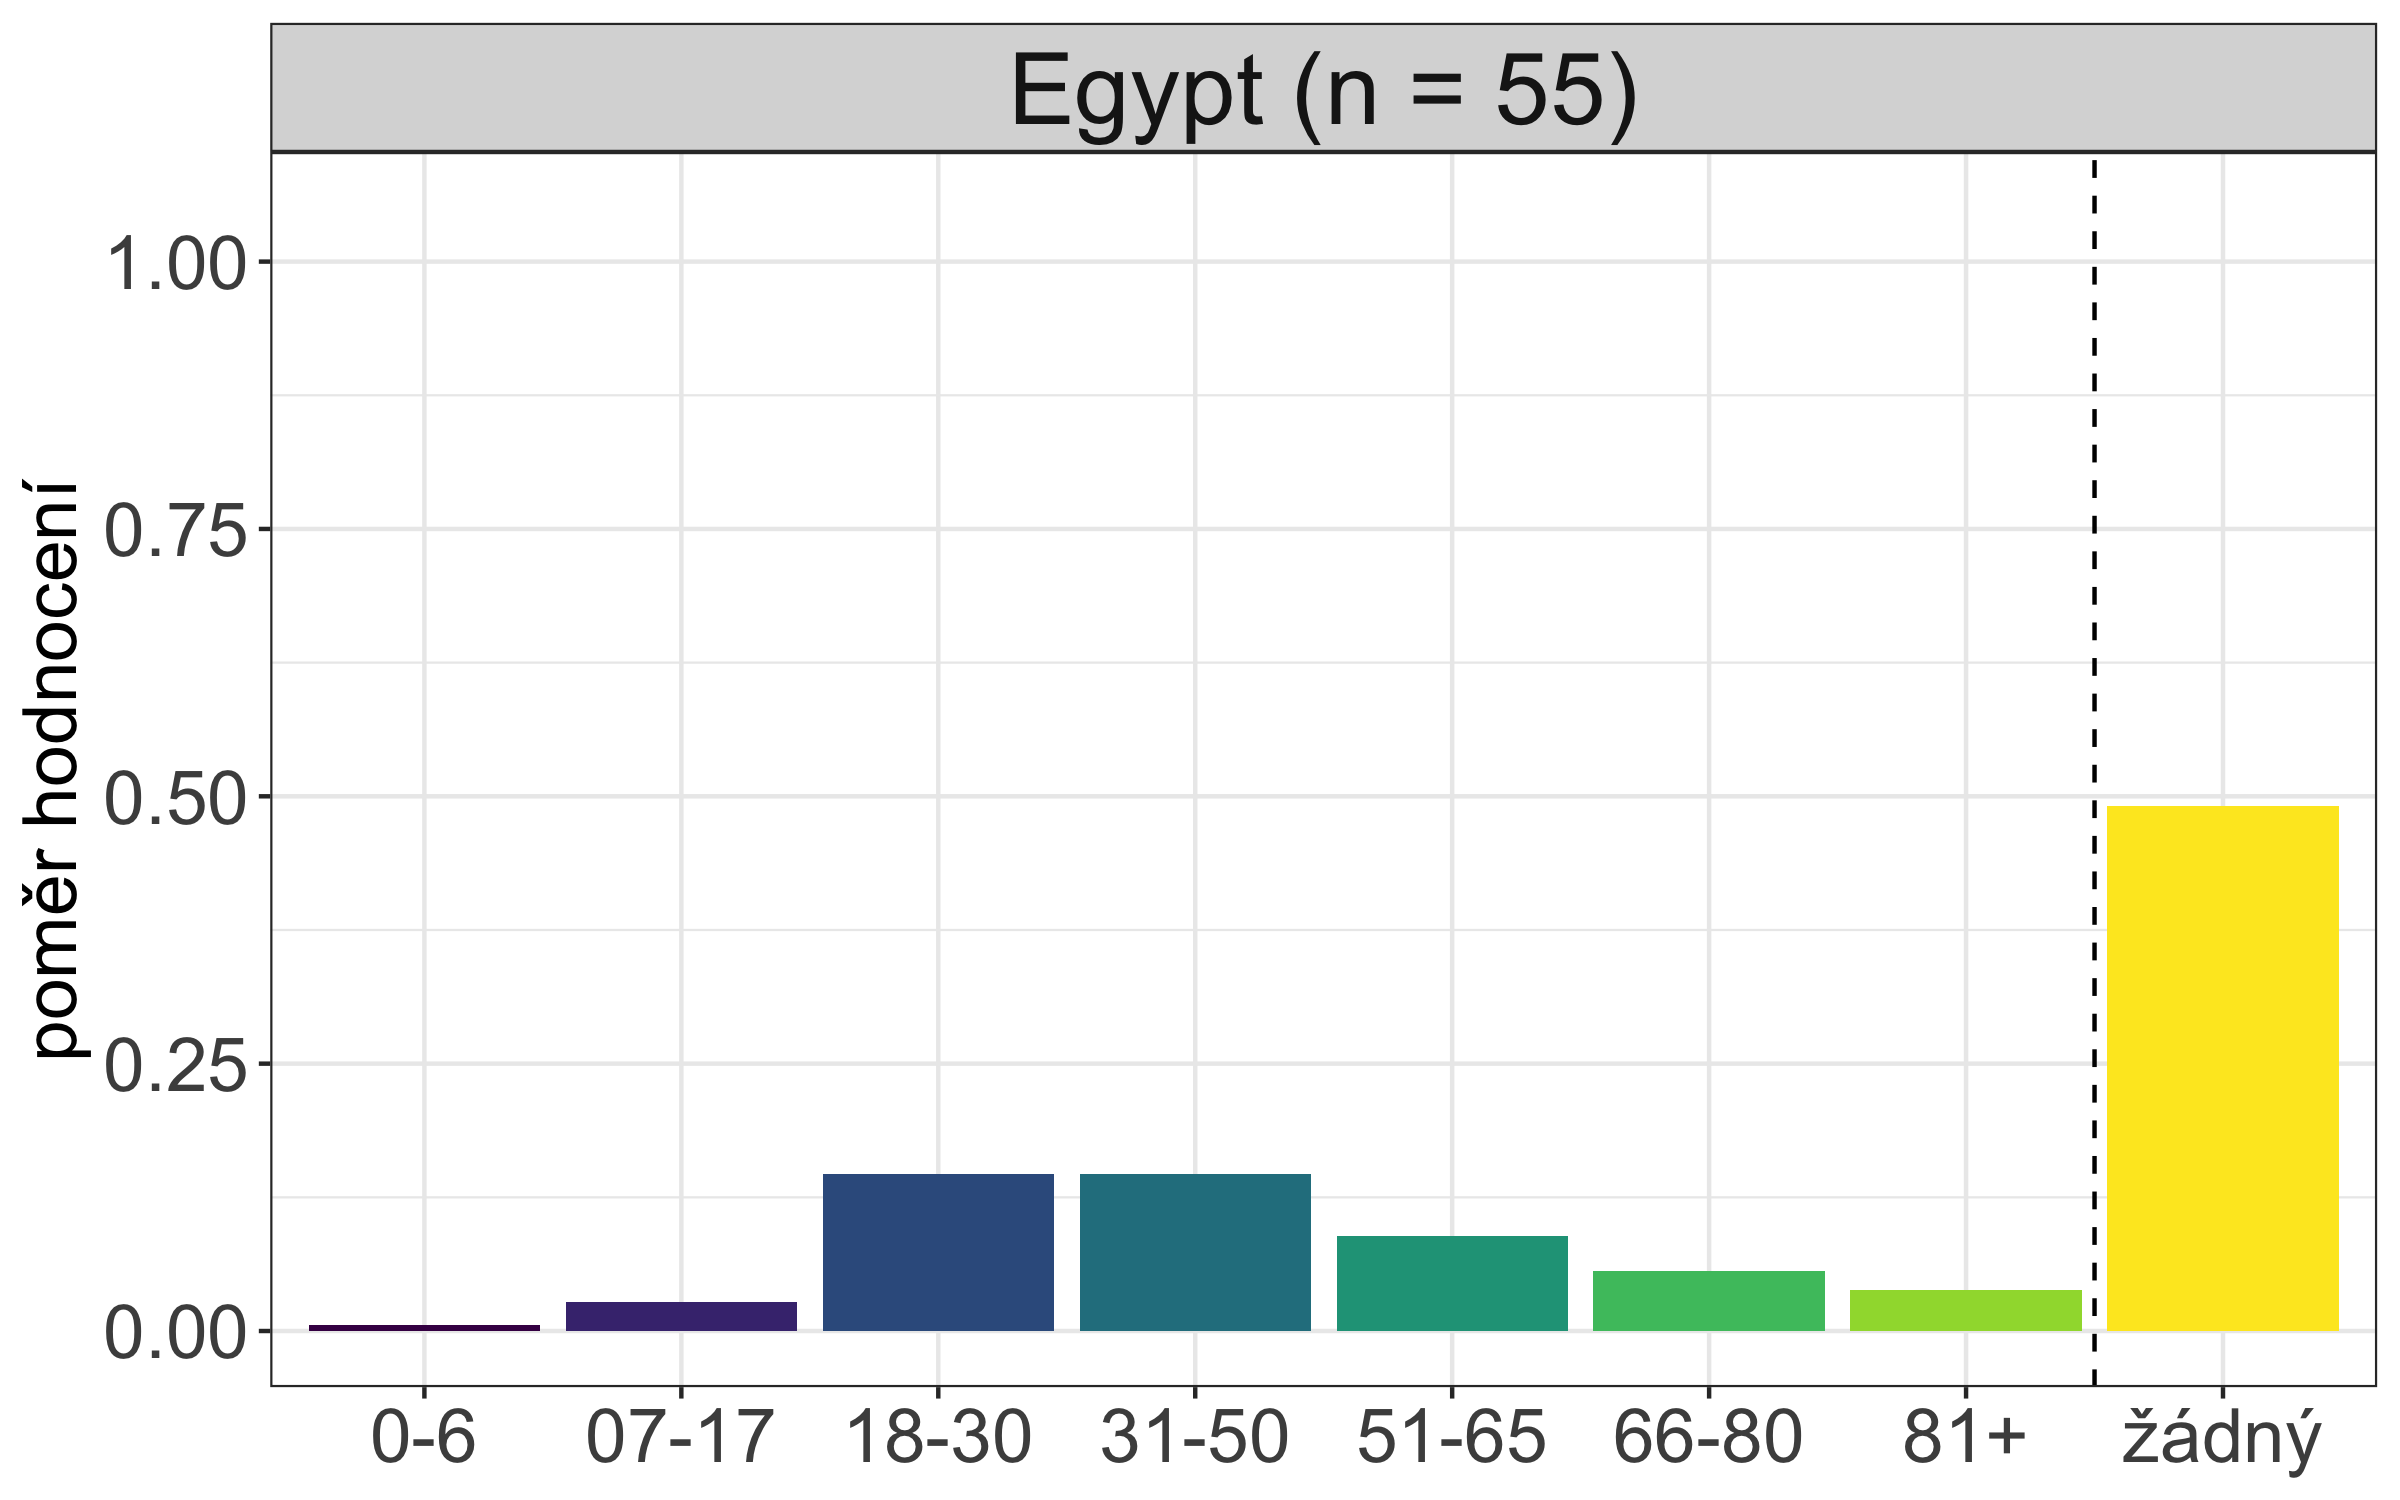 Egypt (n = 55)
poměr hodnocení
1.00
0.75
0.50
0.25
0.00
0-6 07-17 18-30 31-50 51-65 66-80 81+ žádný